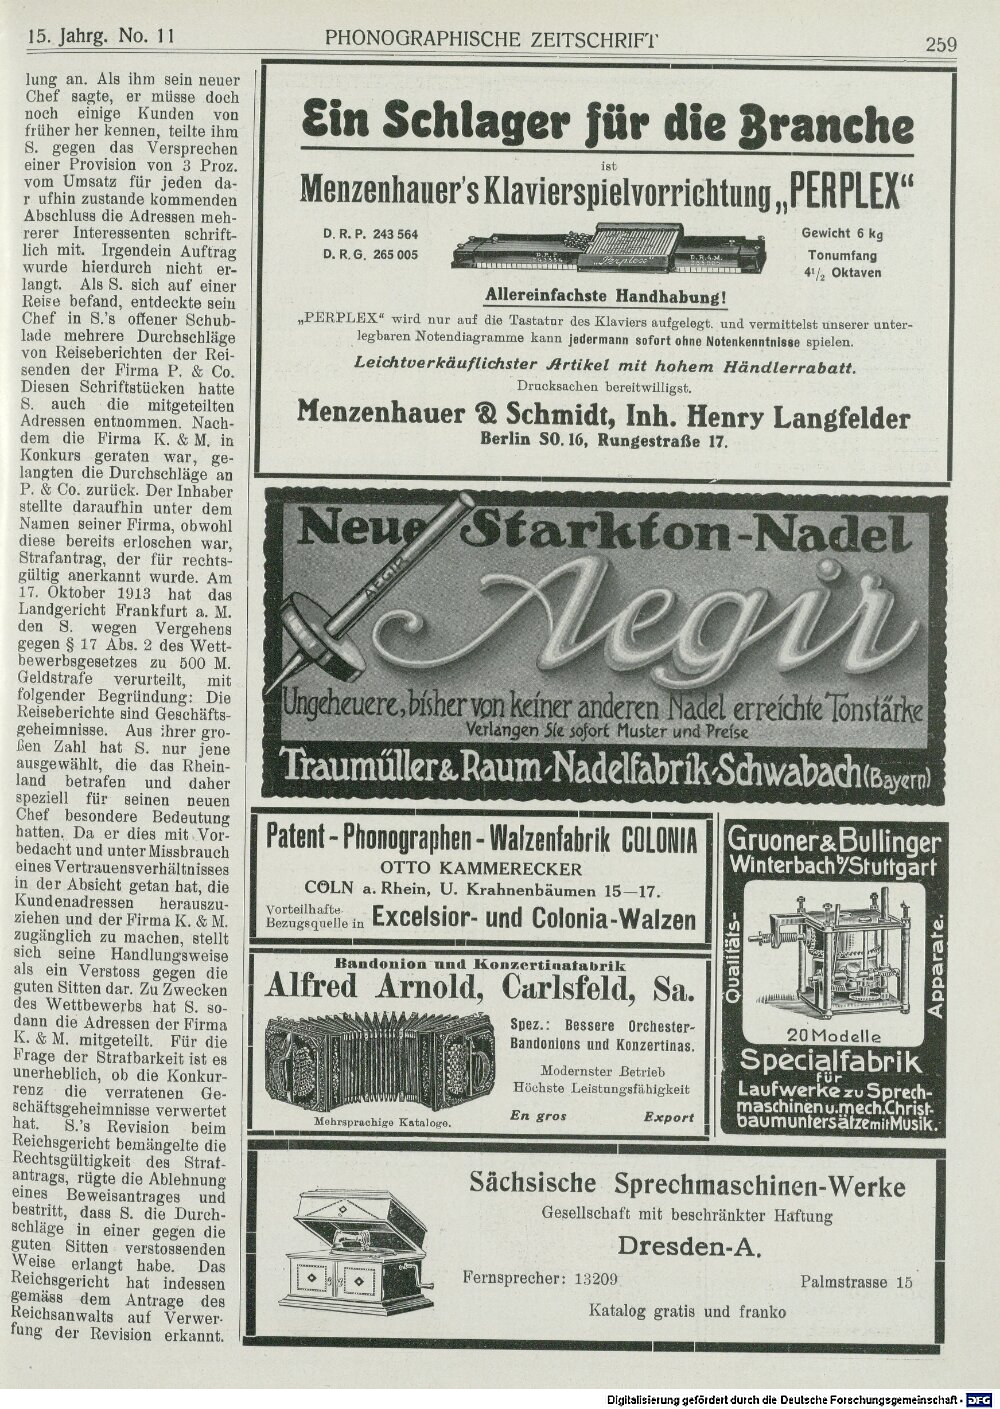 15. Jahrg. No. 11
PHONOGRAPHISCHE ZEITSCHRIFT
259
lung an. Als ihm sein neuer
Chef sagte, er müsse doch
noch einige Kunden von
früher her kennen, teilte ihm
S. gegen das Versprechen
einer Provision von 3 Proz.
vom Umsatz für jeden da-
r ufhin zustande kommenden
Abschluss die Adressen meh-
rerer Interessenten schrift-
lich mit. Irgendein Auftrag
wurde hierdurch nicht er-
langt. Als S. sich auf einer
Reise befand, entdeckte sein
Chef in S.'s offener Schub-
lade mehrere Durchschläge
von Reiseberichten der Rei-
senden der Firma P. & Co.
Diesen Schriftstücken hatte
S. auch die mitgeteilten
Adressen entnommen. Nach-
dem die Firma K. & M. in
Konkurs geraten war, ge-
langten die Durchschläge an
P. & Co. zurück. Der Inhaber
stellte daraufhin unter dem
Namen seiner Firma, obwohl
diese bereits erloschen war,
Strafantrag, der für rechts-
gültig anerkannt wurde. Am
17. Oktober 1913 hat das
Landgericht Frankfurt a. M.
den S. wegen Vergehens
gegen § 17 Abs. 2 des Wett-
bewerbsgesetzes zu 500 M.
Geldstrafe verurteilt, mit
folgender Begründung: Die
Reiseberichte sind Geschäfts-
geheimnisse. Aus ihrer gro-
ßen Zahl hat S. nur jene
ausgewählt, die das Rhein-
land betrafen und daher
speziell für seinen neuen
Chef besondere Bedeutung
hatten. Da er dies mit Vor-
bedacht und unter Missbrauch
eines Vertrauensverhältnisses
in der Absicht getan hat, die
Kundenadressen herauszu-
ziehen und der Firma K. & M.
zugänglich zu machen, stellt
sich seine Handlungsweise
als ein Verstoss gegen die
guten Sitten dar. Zu Zwecken
des Wettbewerbs hat S. so-
dann die Adressen der Firma
K. & M. mitgeteilt. Für die
Frage der Strafbarkeit ist es
unerheblich, ob die Konkur-
renz die verratenen Ge-
schäftsgeheimnisse verwertet
hat. S.'s Revision beim
Reichsgericht bemängelte die
Rechtsgültigkeit des Straf-
antrags, rügte die Ablehnung
eines Beweisantrages und
bestritt, dass S. die Durch-
schläge in einer gegen die
guten Sitten verstossenden
Weise erlangt habe. Das
Reichsgericht hat indessen
gemäss dem Antrage des
Reichsanwalts auf Verwer-
fung der Revision erkannt.
Ein Schlager für die Branche
ist
Menzenhauer's Klavierspielvorrichtung „PERPLEX“
D. R. P. 243 564
D. R. G. 265 005
Perplex
Gewicht 6 kg
Tonumfang
4 1/2 Oktaven
Allereinfachste Handhabung!
„PERPLEX“ wird nur auf die Tastatur des Klaviers aufgelegt, und vermittelst unserer unter-
legbaren Notendiagramme kann jedermann sofort ohne Notenkenntnisse spielen.
Leichtverkäuflichster Artikel mit hohem Händlerrabatt.
Drucksachen bereitwilligst.
Menzenhauer & Schmidt, Inh. Henry Langfelder
Berlin SO. 16, Rungestraße 17.
Neue Starkton-Nadel
AEGIR
Aegir
Ungeheuere, bisher von keiner anderen Nadel erreichte Tonstärke
Verlangen Sie sofort Muster und Preise
Traumüller & Raum-Nadelfabrik-Schwabach (Bayern)
Patent-Phonographen-Walzenfabrik COLONIA
OTTO KAMMERECKER
CÖLN a. Rhein, U. Krahnenbäumen 15—17.
Vorteilhafte
Bezugsquelle in Excelsior- und Colonia-Walzen
Bandonion und Konzertinafabrik
Alfred Arnold, Carlsfeld, Sa.
Spez.: Bessere Orchester-
Bandonions und Konzertinas.
Modernster Betrieb
Höchste Leistungsfähigkeit
Mehrsprachige Kataloge.
En gros Export
Gruoner & Bullinger
Winterbach b/Stuttgart
Qualitäts-
Apparate.
20 Modelle
Specialfabrik
für
Laufwerke zu Sprech-
maschinen u. mech. Christ-
baumuntersätze mit Musik.
Sächsische Sprechmaschinen-Werke
Gesellschaft mit beschränkter Haftung
Dresden-A.
Fernsprecher: 13209 Palmstrasse 15
Katalog gratis und franko
Digitalisierung gefördert durch die Deutsche Forschungsgemeinschaft - DFG